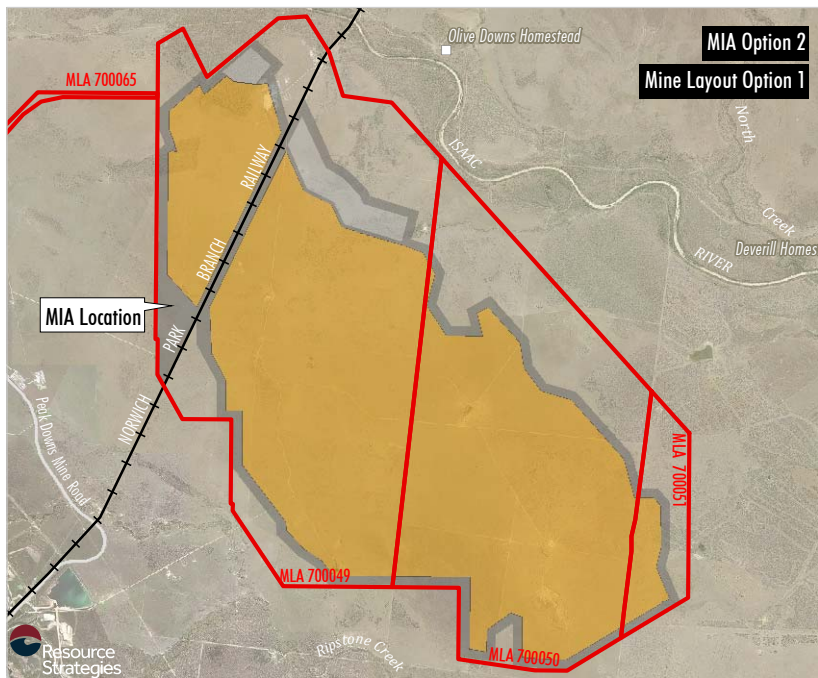 Olive Downs Homestead
MIA Option 2
Mine Layout Option 1
MLA 700065
North
Creek
ISAAC
RIVER
Deverill Homes
RAILWAY
BRANCH
PARK
NORWICH
MIA Location
Peak Downs Mine Road
MLA 700051
MLA 700049
MLA 700050
Ripstone Creek
Resource
Strategies